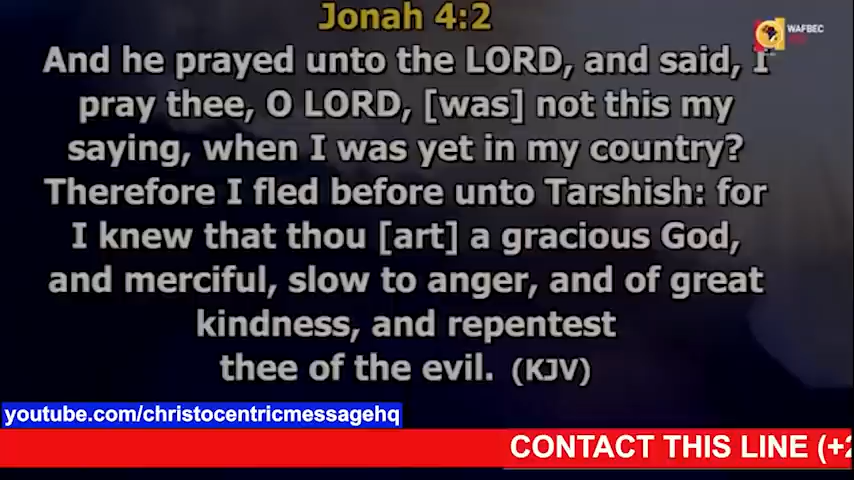 Jonah 4:2
WAFBEC
And he prayed unto the LORD, and said, I
pray thee, O LORD, [was] not this my
saying, when I was yet in my country?
Therefore I fled before unto Tarshish: for
I knew that thou [art] a gracious God,
and merciful, slow to anger, and of great
kindness, and repentest
thee of the evil. (KJV)
youtube.com/christocentricmessagehq
CONTACT THIS LINE (+2